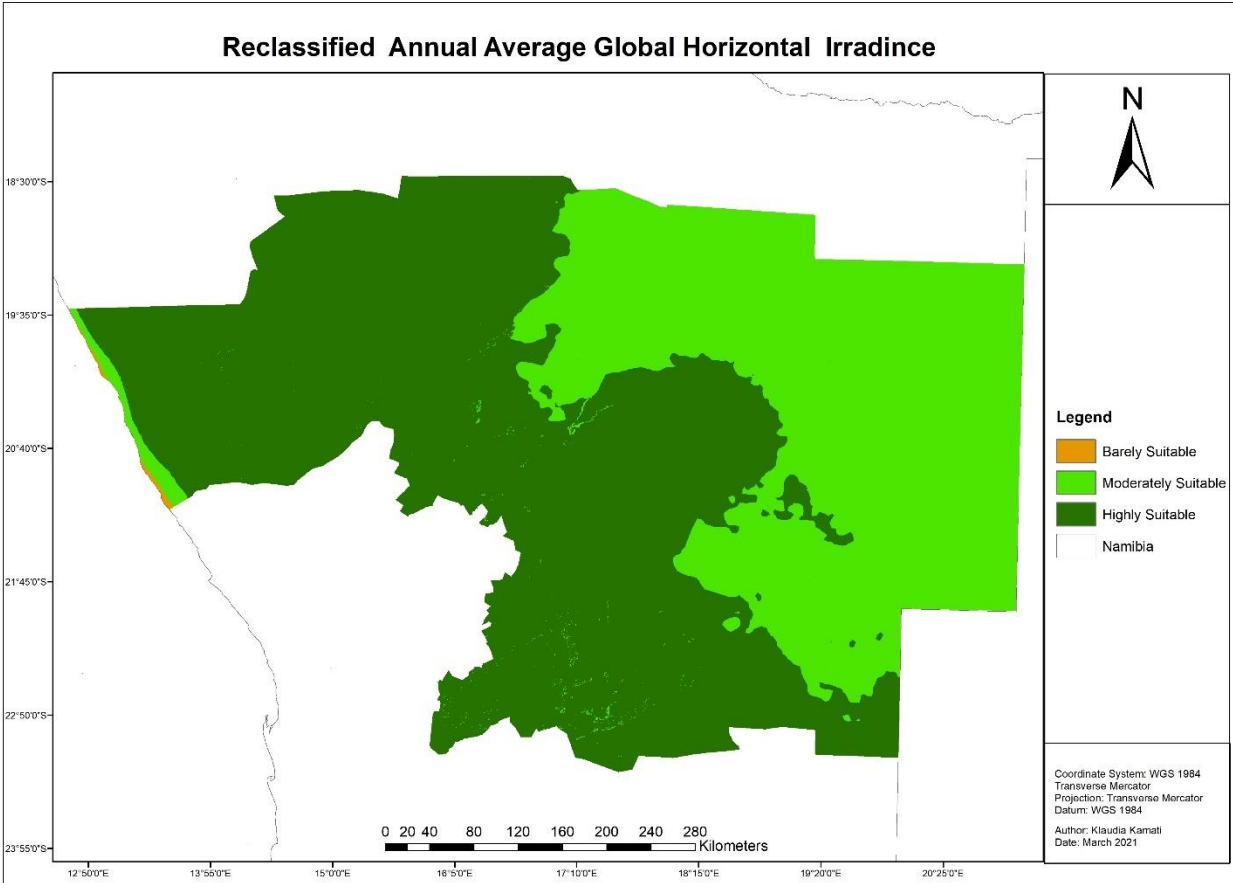 Reclassified Annual Average Global Horizontal Irradince
N
18°30'0"S
19°35'0"S
20°40'0"S
21°45'0"S
22°50'0"S
23°55'0"S
12°50'0"E 13°55'0"E 15°0'0"E 16°5'0"E 17°10'0"E 18°15'0"E 19°20'0"E 20°25'0"E
0 20 40 80 120 160 200 240 280
Kilometers
Legend
Barely Suitable
Moderately Suitable
Highly Suitable
Namibia
Coordinate System: WGS 1984
Transverse Mercator
Projection: Transverse Mercator
Datum: WGS 1984
Author: Klaudia Kamati
Date: March 2021